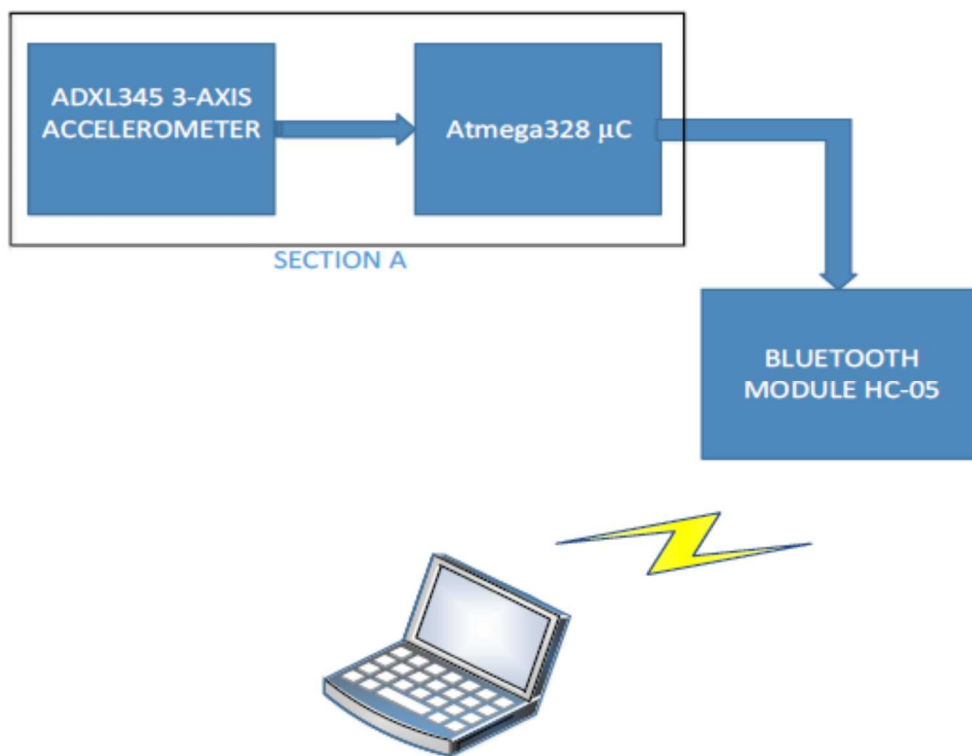 ADXL345 3-AXIS
ACCELEROMETER
Atmega328 µC
SECTION A
BLUETOOTH
MODULE HC-05